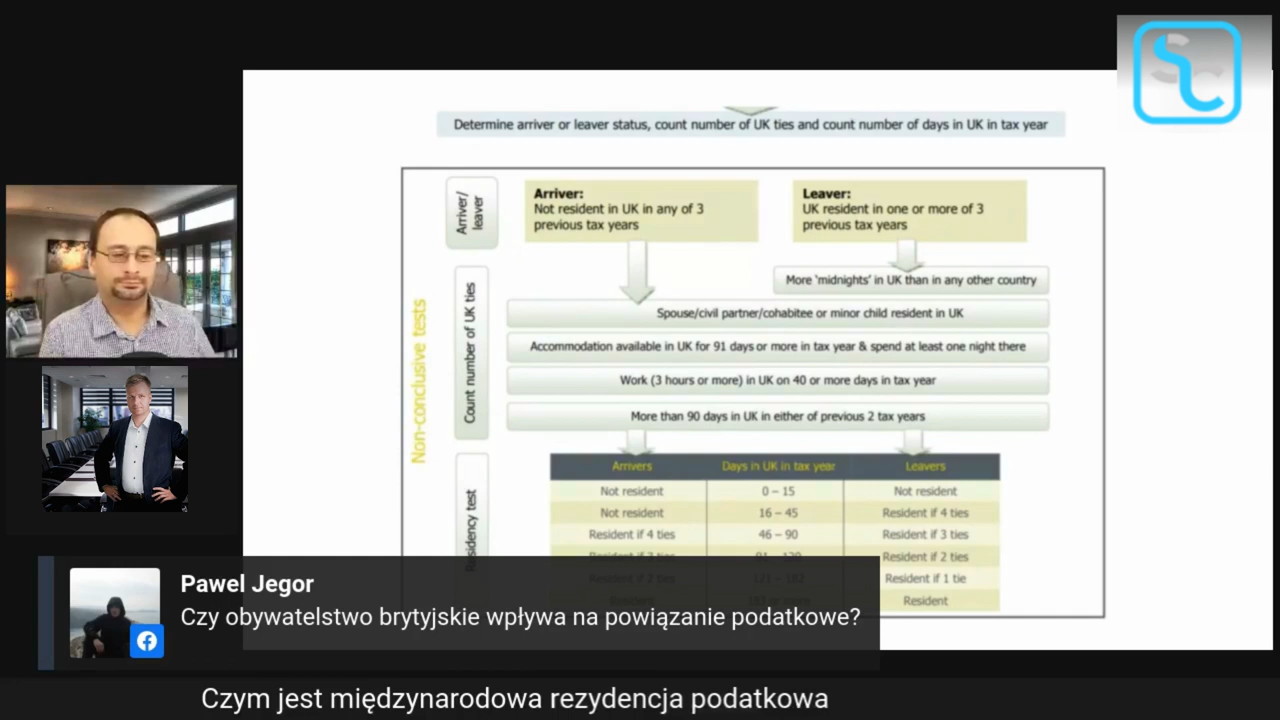 Determine arriver or leaver status, count number of UK ties and count number of days in UK in tax year
Arriver/
leaver
Arriver:
Not resident in UK in any of 3
previous tax years
Leaver:
UK resident in one or more of 3
previous tax years
Non-conclusive tests
Count number of UK ties
More 'midnights' in UK than in any other country
Spouse/civil partner/cohabitee or minor child resident in UK
Accommodation available in UK for 91 days or more in tax year & spend at least one night there
Work (3 hours or more) in UK on 40 or more days in tax year
More than 90 days in UK in either of previous 2 tax years
Residency test
Arrivers Days in UK in tax year Leavers
Not resident 0 – 15 Not resident
Not resident 16 – 45 Resident if 4 ties
Resident if 4 ties 46 – 90 Resident if 3 ties
Resident if 3 ties Resident if 2 ties
Resident if 2 ties Resident if 1 tie
Resident
Pawel Jegor
Czy obywatelstwo brytyjskie wpływa na powiązanie podatkowe?
Czym jest międzynarodowa rezydencja podatkowa